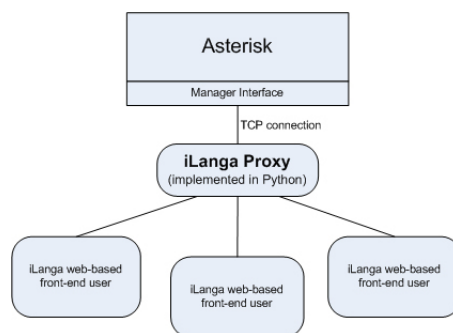 Asterisk
Manager Interface
TCP connection
iLanga Proxy
(implemented in Python)
iLanga web-based
front-end user
iLanga web-based
front-end user
iLanga web-based
front-end user